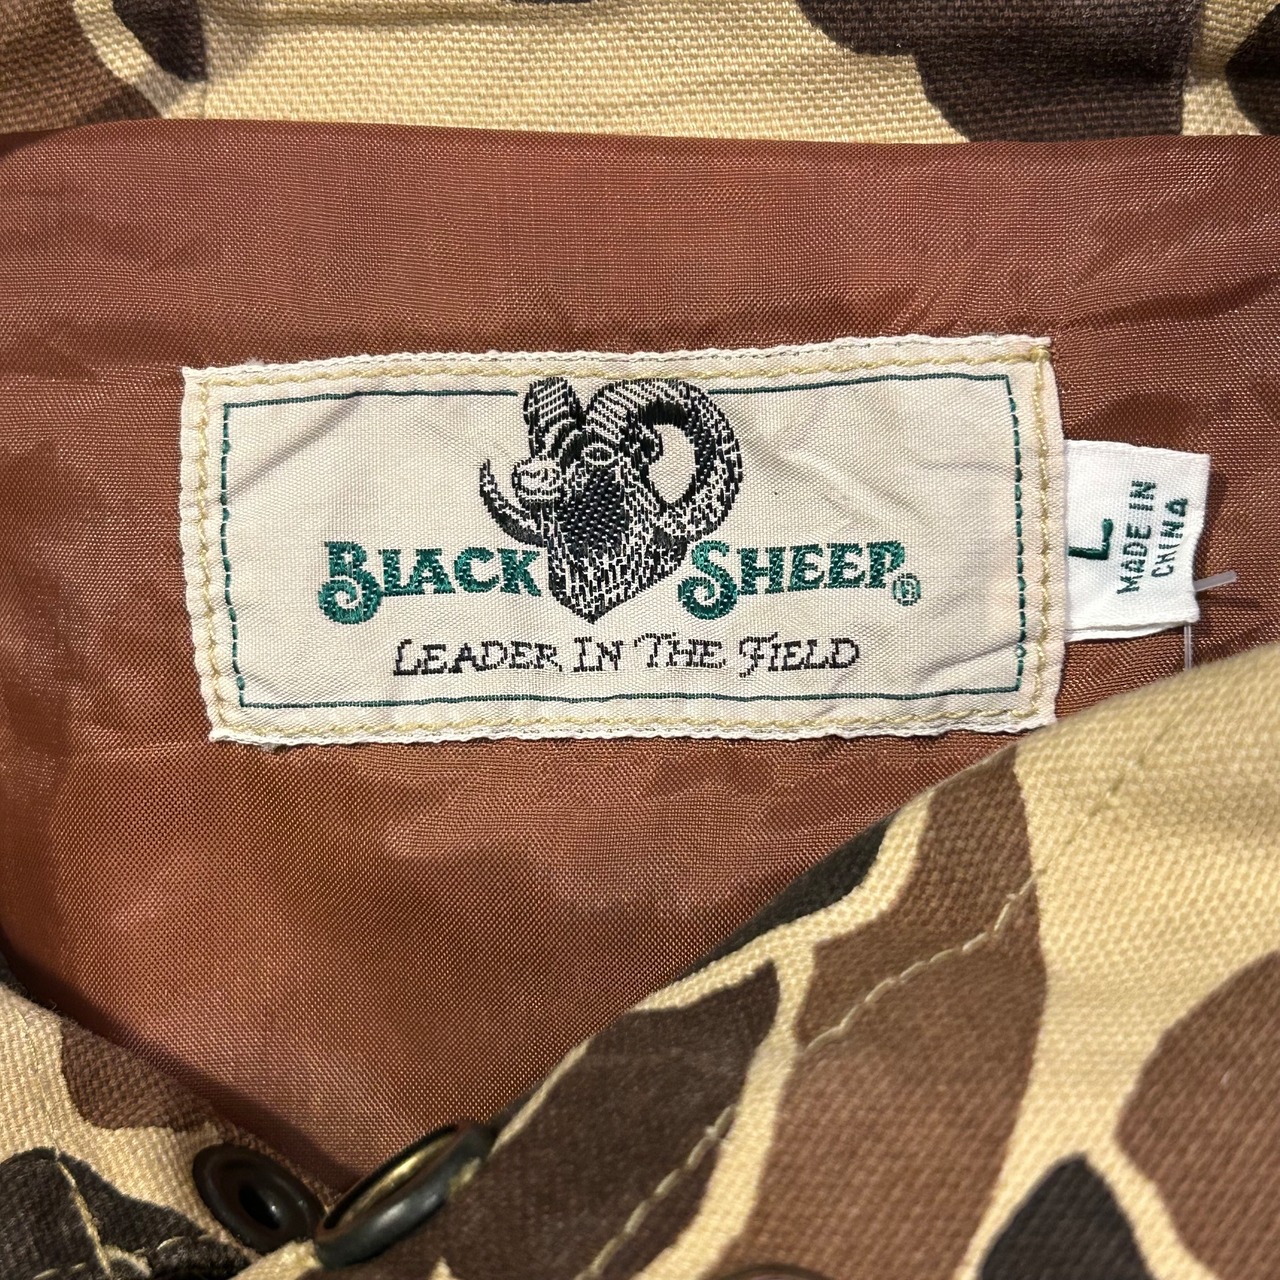 BLACK SHEEP®
LEADER IN THE FIELD
L
MADE IN
CHINA